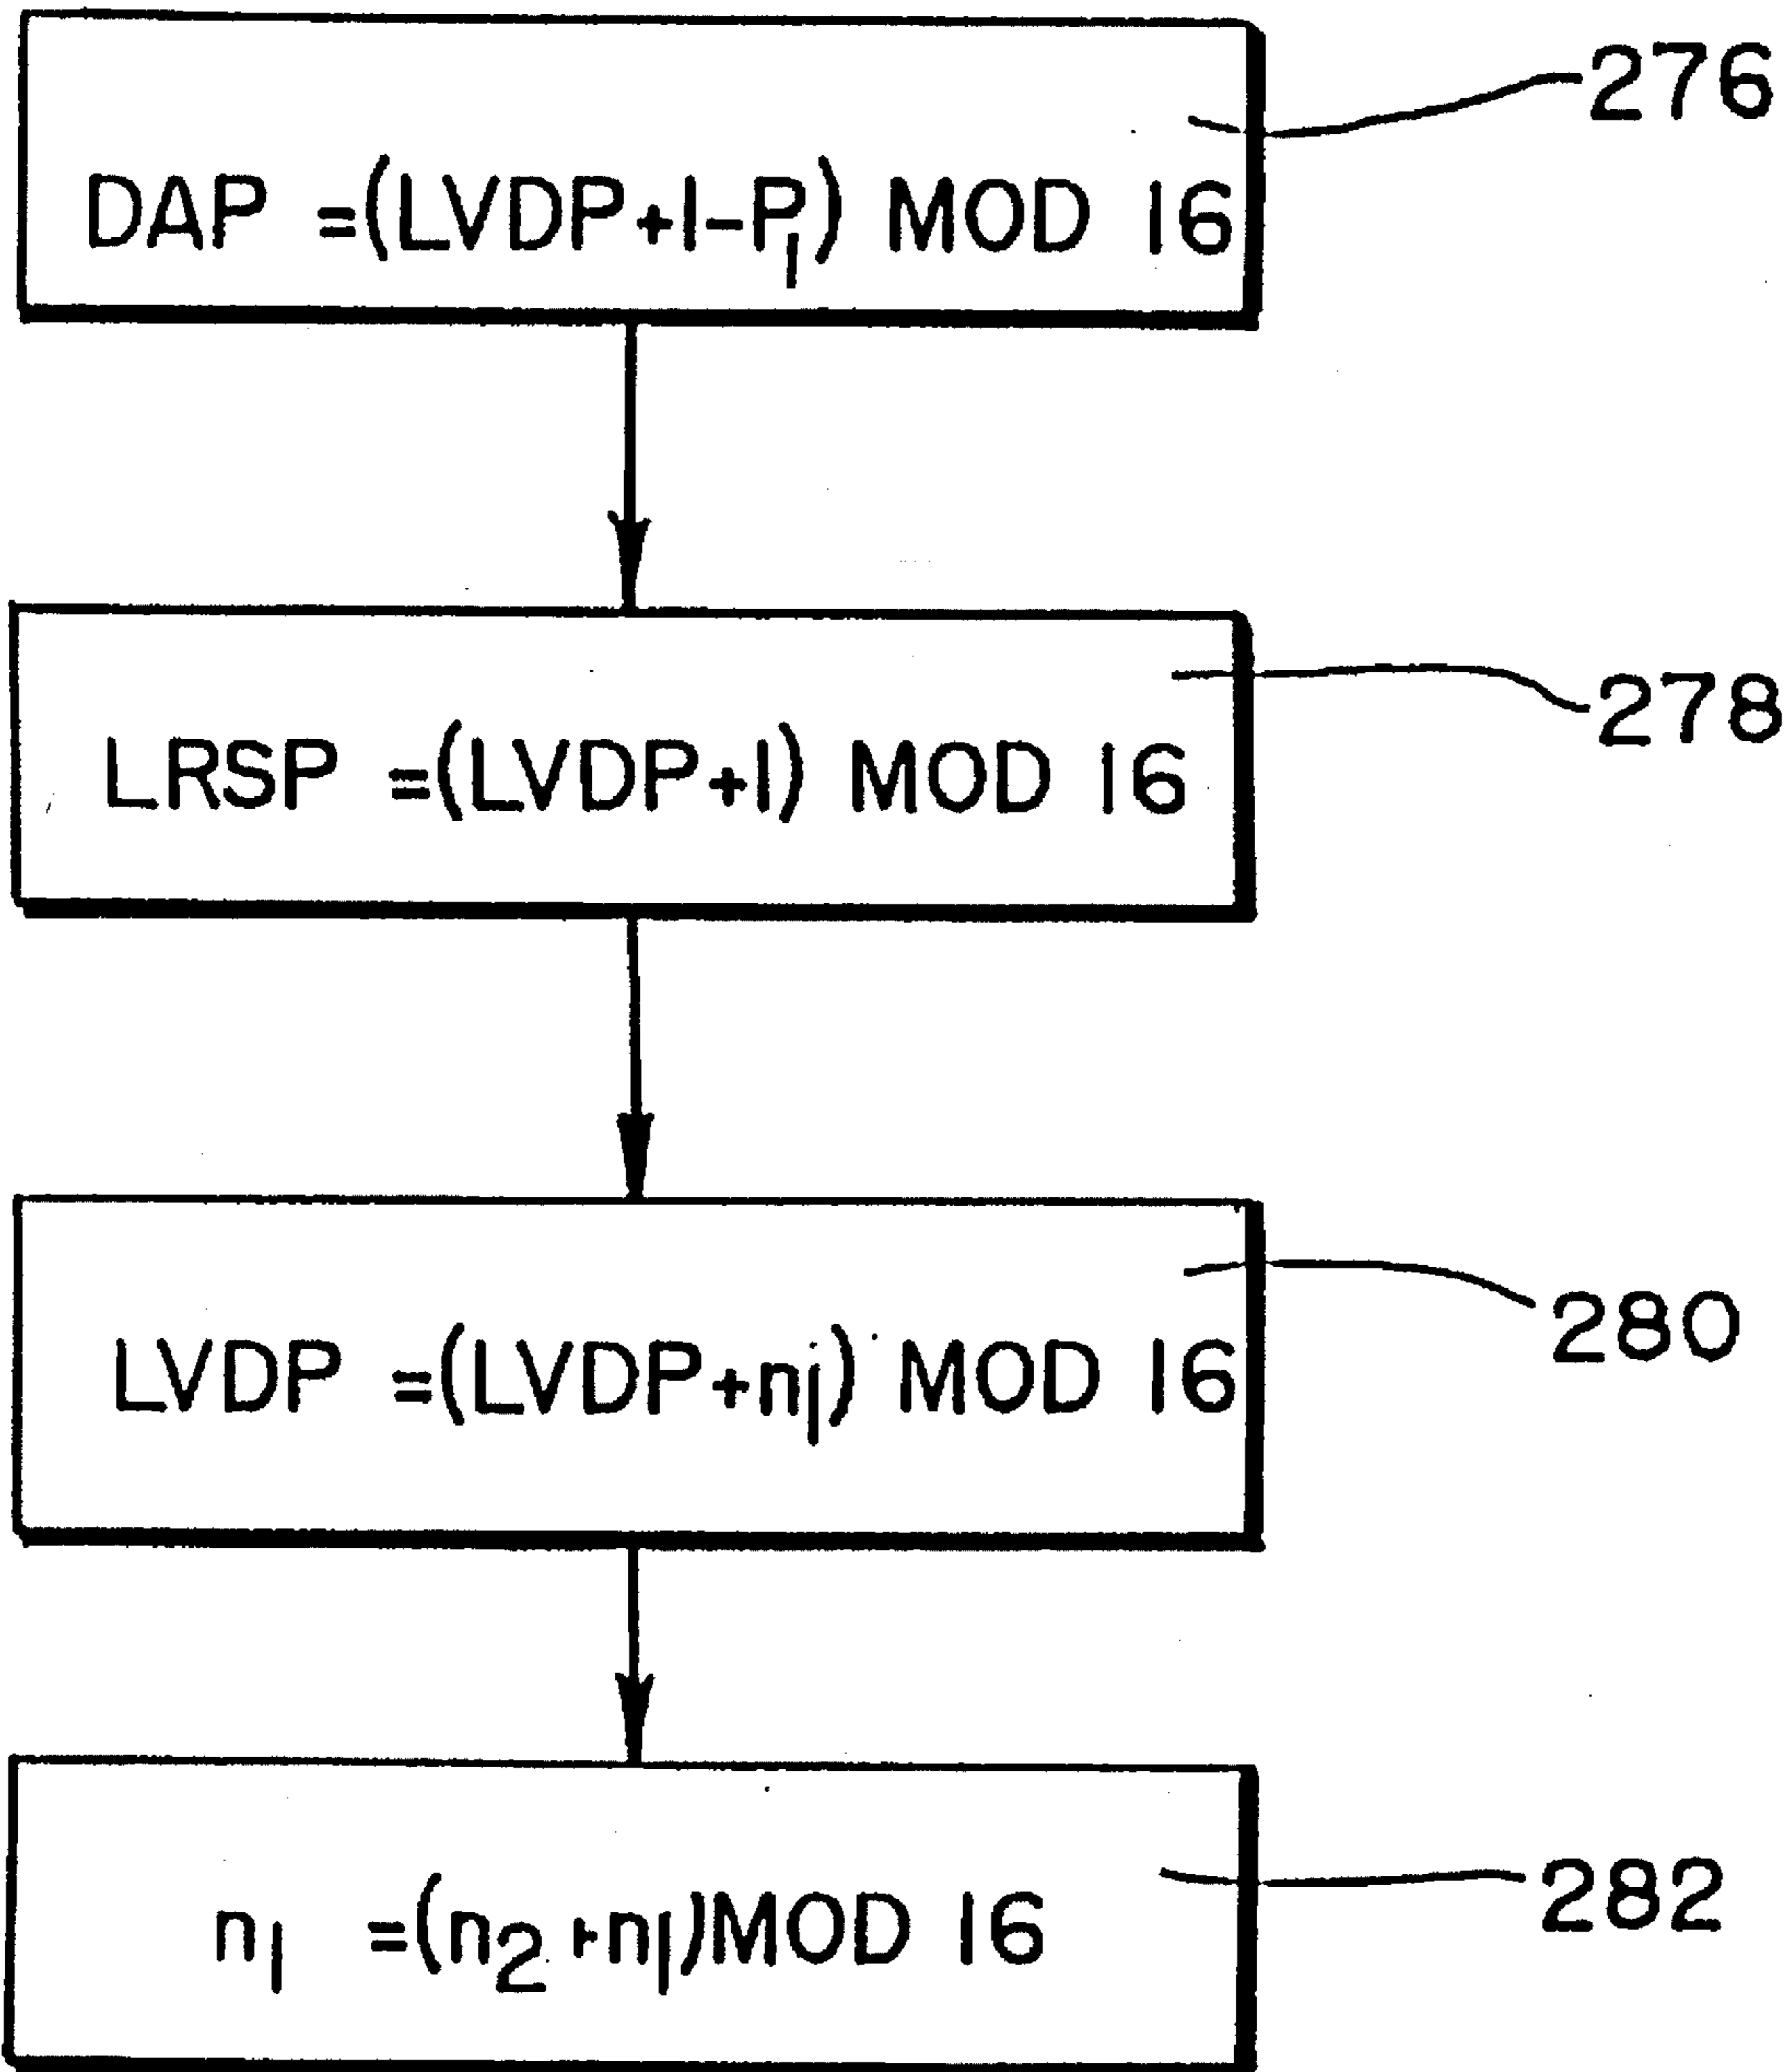 276
DAP =(LVDP+1-P₁) MOD 16
278
LRSP =(LVDP+1) MOD 16
280
LVDP =(LVDP+n₁) MOD 16
282
n₁ =(n₂+n₁)MOD 16